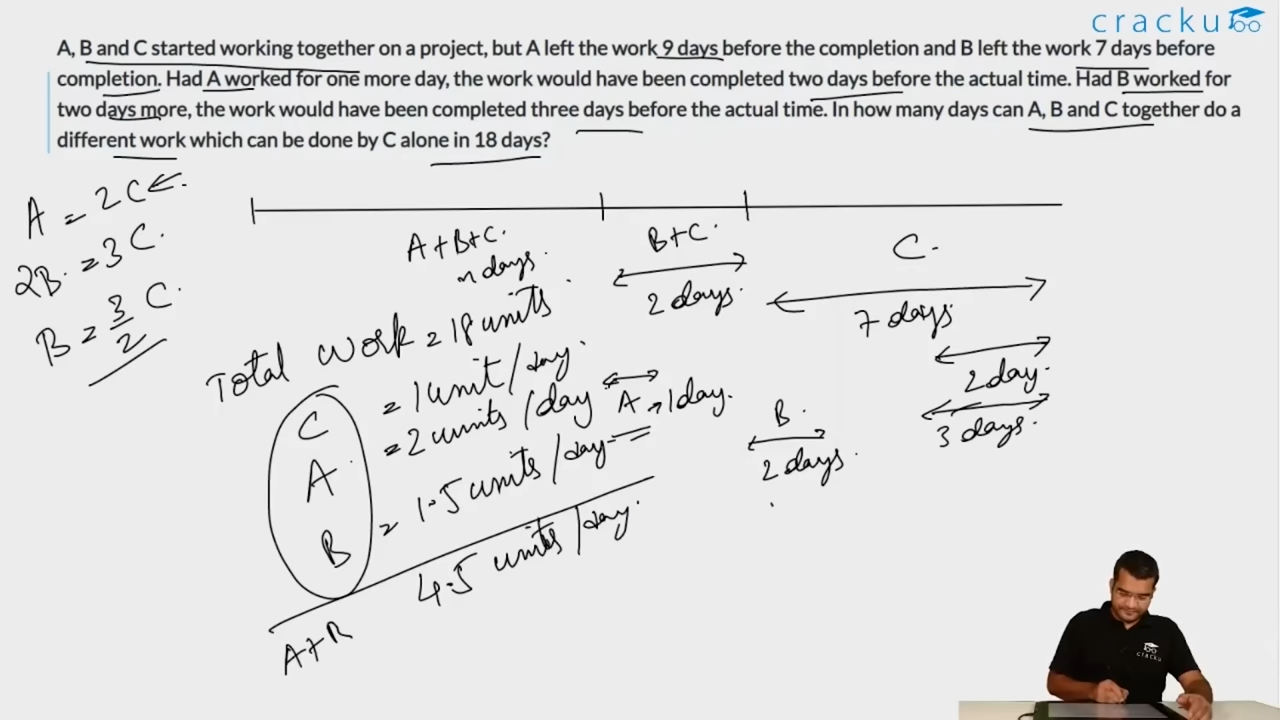 cracku
A, B and C started working together on a project, but A left the work 9 days before the completion and B left the work 7 days before
completion. Had A worked for one more day, the work would have been completed two days before the actual time. Had B worked for
two days more, the work would have been completed three days before the actual time. In how many days can A, B and C together do a
different work which can be done by C alone in 18 days?
A = 2C
2B = 3C.
B = 3/2 C.
A+B+C.
n days.
B+C.
2 days.
C.
7 days.
2 day.
3 days.
Total work = 18 units
C = 1 unit/day.
A = 2 units/day
B = 1.5 units/day
A → 1 day.
B.
2 days.
4.5 units/day.
A+B
cracku